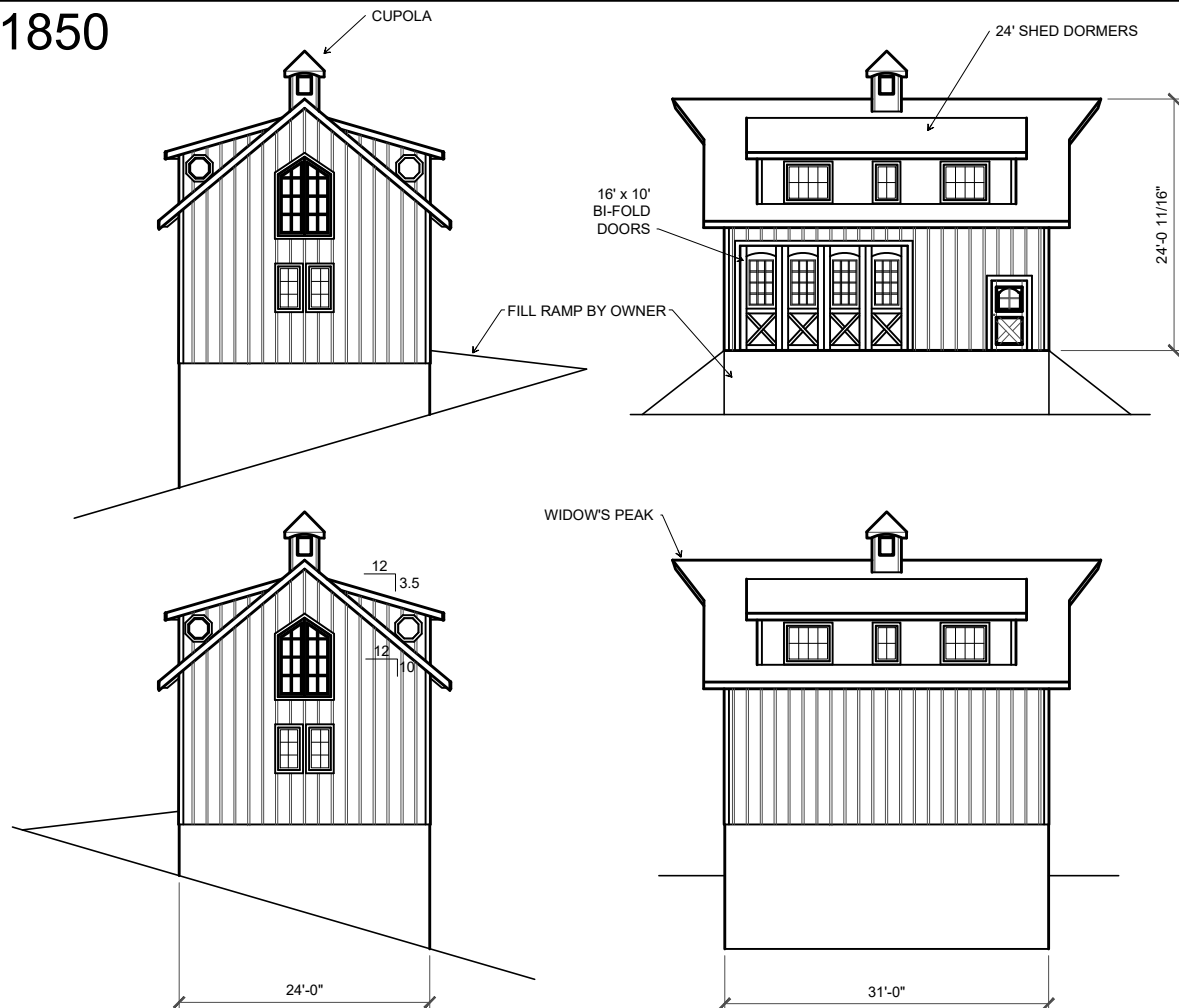 1850
CUPOLA
24' SHED DORMERS
16' x 10'
BI-FOLD
DOORS
24'-0 11/16"
FILL RAMP BY OWNER
WIDOW'S PEAK
12
3.5
12
10
24'-0"
31'-0"